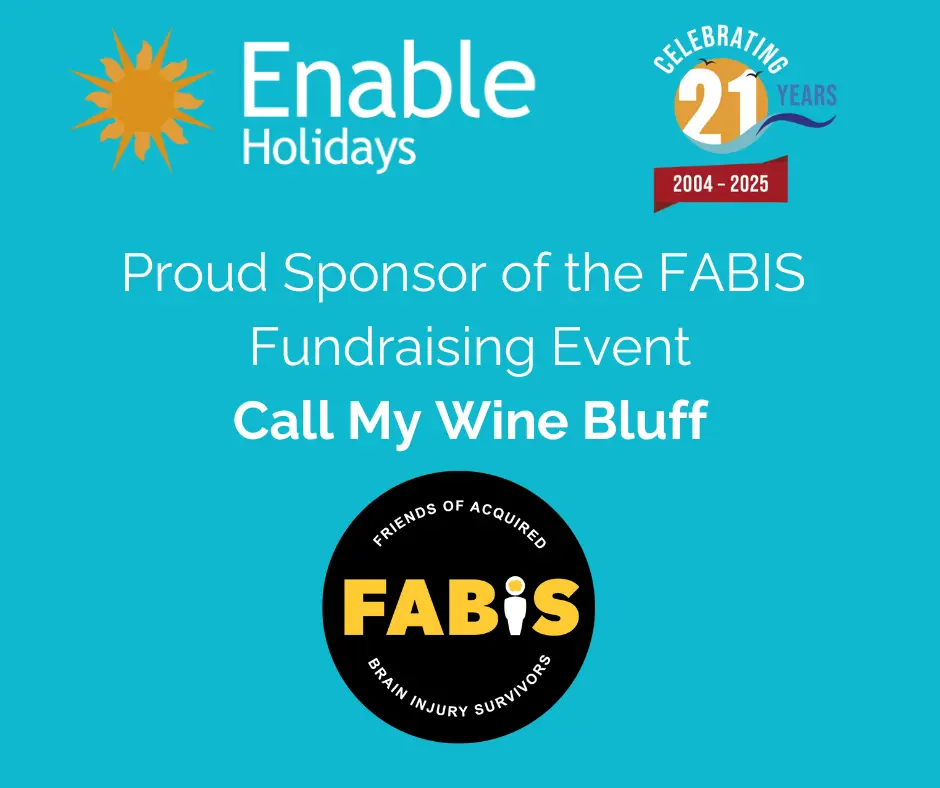 Enable
Holidays
CELEBRATING
21
YEARS
2004 - 2025
Proud Sponsor of the FABIS
Fundraising Event
Call My Wine Bluff
FRIENDS OF ACQUIRED
FABiS
BRAIN INJURY SURVIVORS